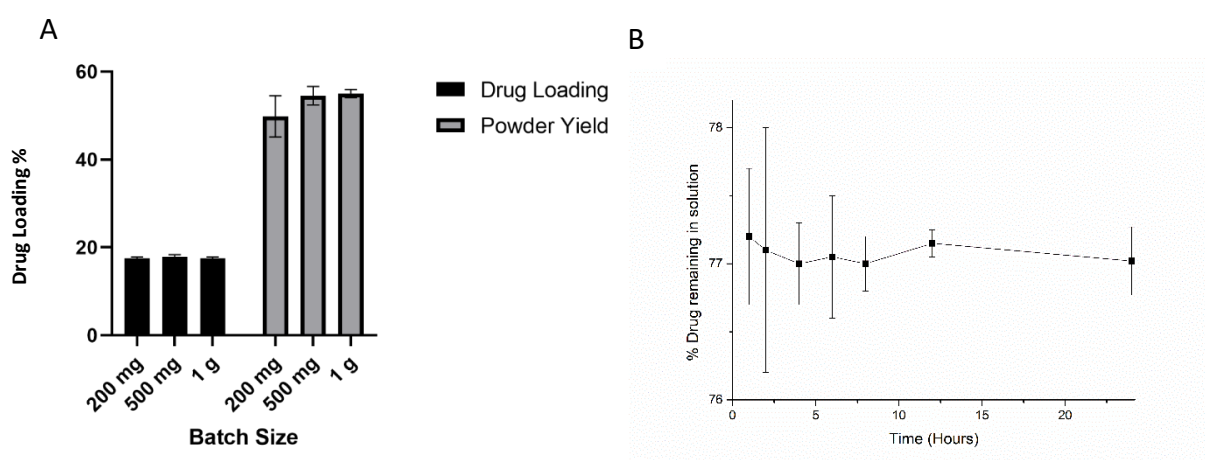 A
60
40
20
0
Drug Loading %
200 mg
500 mg
1 g
200 mg
500 mg
1 g
Batch Size
Drug Loading
Powder Yield
B
78
77
76
% Drug remaining in solution
0
5
10
15
20
Time (Hours)